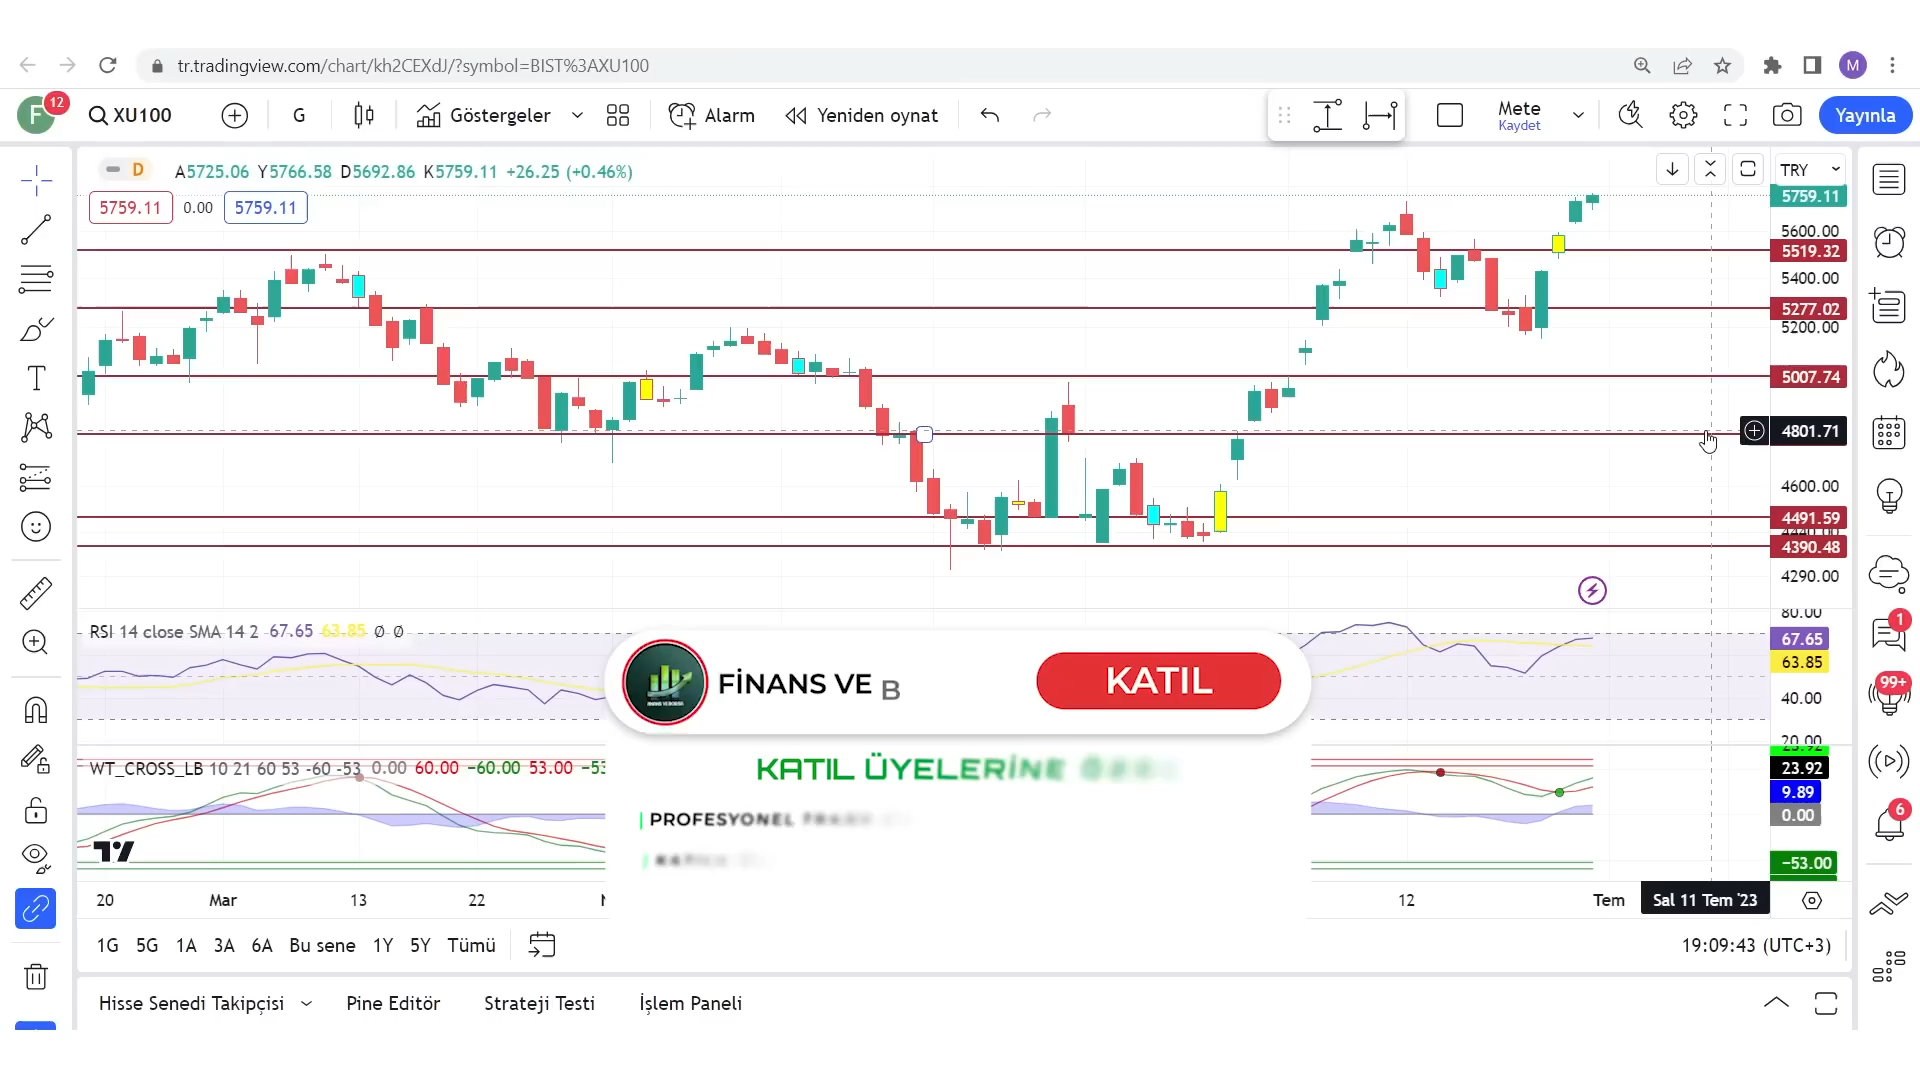 tr.tradingview.com/chart/kh2CEXdJ/?symbol=BIST%3AXU100
M
F
12
XU100
G
Göstergeler
Alarm
Yeniden oynat
Mete
Kaydet
Yayınla
D
A5725.06 Y5766.58 D5692.86 K5759.11 +26.25 (+0.46%)
TRY
5759.11
0.00
5759.11
5759.11
5600.00
5519.32
5400.00
5277.02
5200.00
5007.74
4801.71
4600.00
4491.59
4390.48
4290.00
RSI 14 close SMA 14 2 67.65 63.85 Ø Ø
80.00
67.65
63.85
40.00
20.00
FİNANS VE B
KATIL
KATIL ÜYELERİNE
PROFESYONEL
WT_CROSS_LB 10 21 60 53 -60 -53 0.00 60.00 −60.00 53.00 −53
23.92
23.92
9.89
0.00
−53.00
1
99+
6
20
Mar
13
22
12
Tem
Sal 11 Tem '23
1G 5G 1A 3A 6A Bu sene 1Y 5Y Tümü
19:09:43 (UTC+3)
Hisse Senedi Takipçisi
Pine Editör
Strateji Testi
İşlem Paneli